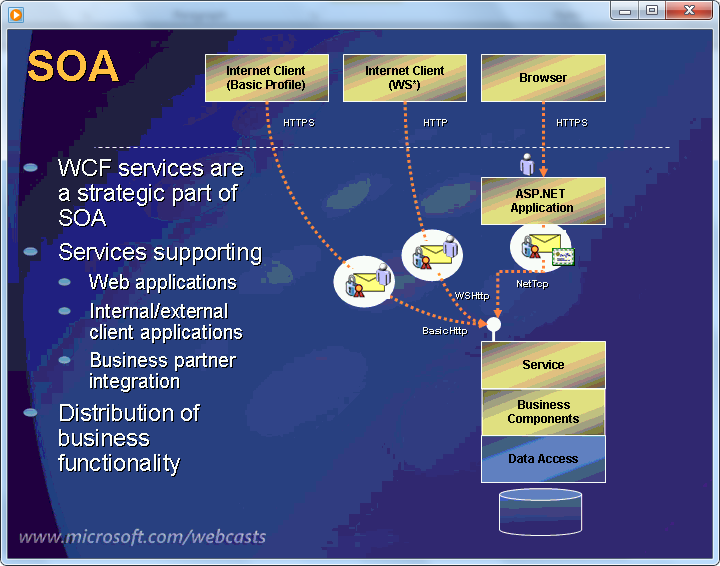 SOA
WCF services are
a strategic part of
SOA
Services supporting
Web applications
Internal/external
client applications
Business partner
integration
Distribution of
business
functionality
Internet Client
(Basic Profile)
Internet Client
(WS*)
Browser
HTTPS
HTTP
HTTPS
ASP.NET
Application
NetTcp
WSHttp
BasicHttp
Service
Business
Components
Data Access
www.microsoft.com/webcasts